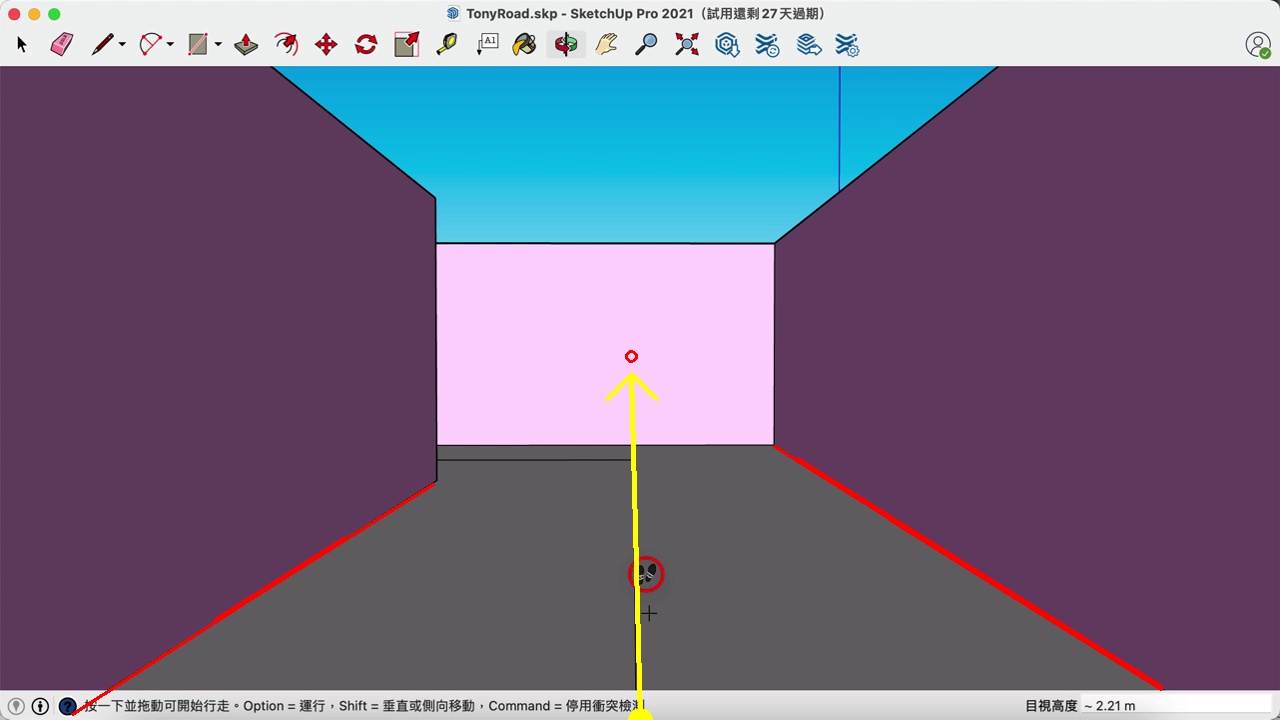 TonyRoad.skp - SketchUp Pro 2021（試用還剩 27 天過期）
A1
按一下並拖動可開始行走。Option = 運行，Shift = 垂直或側向移動，Command = 停用衝突檢測
目視高度 ~ 2.21 m